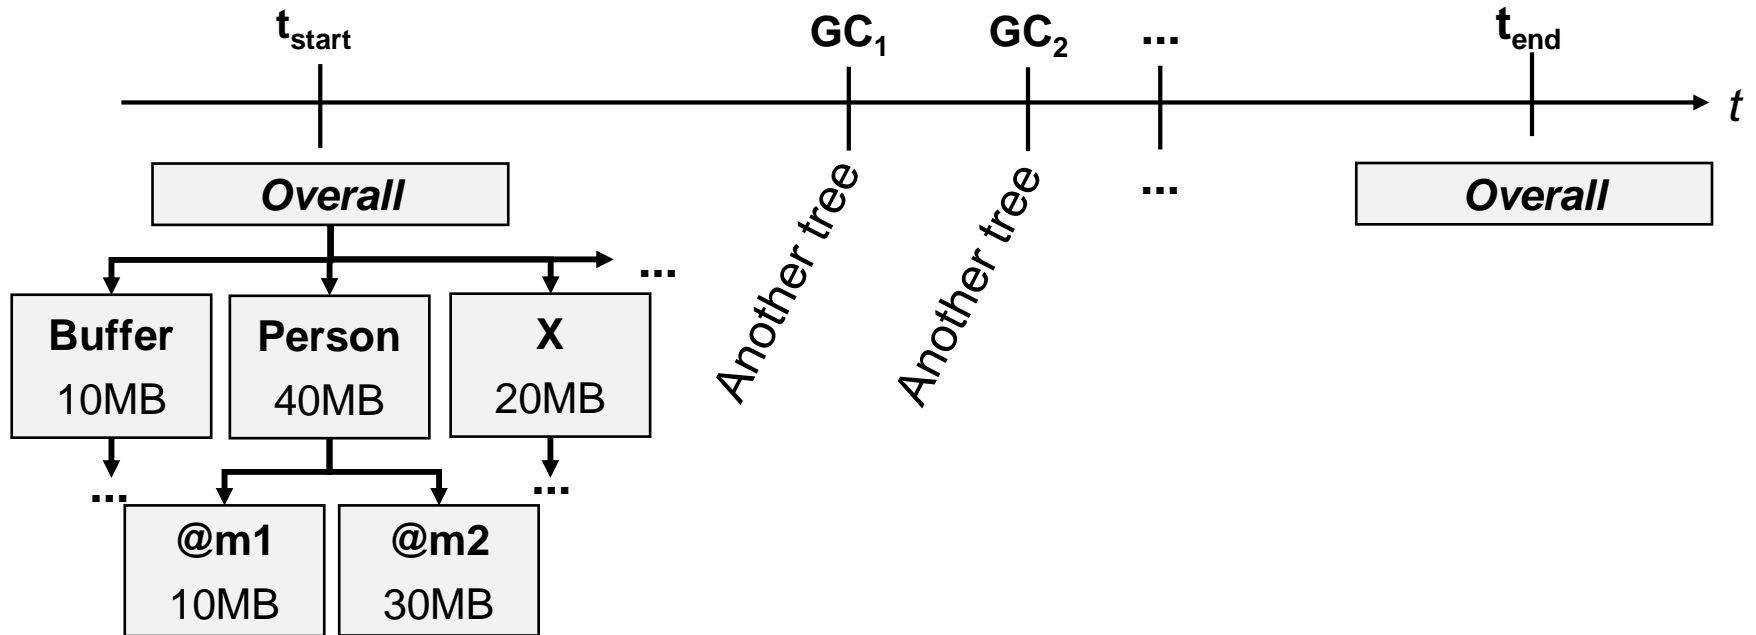 t_start
GC_1
GC_2
...
t_end
t
Overall
Another tree
Another tree
...
Overall
...
Buffer
10MB
Person
40MB
X
20MB
...
...
@m1
10MB
@m2
30MB